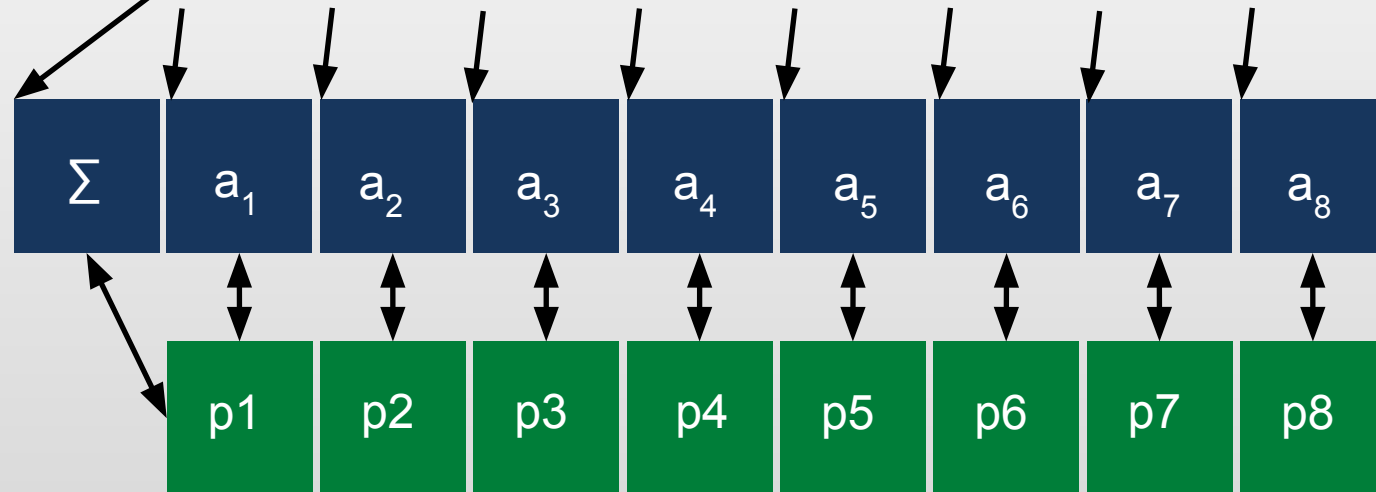 ∑ a₁ a₂ a₃ a₄ a₅ a₆ a₇ a₈
p1 p2 p3 p4 p5 p6 p7 p8